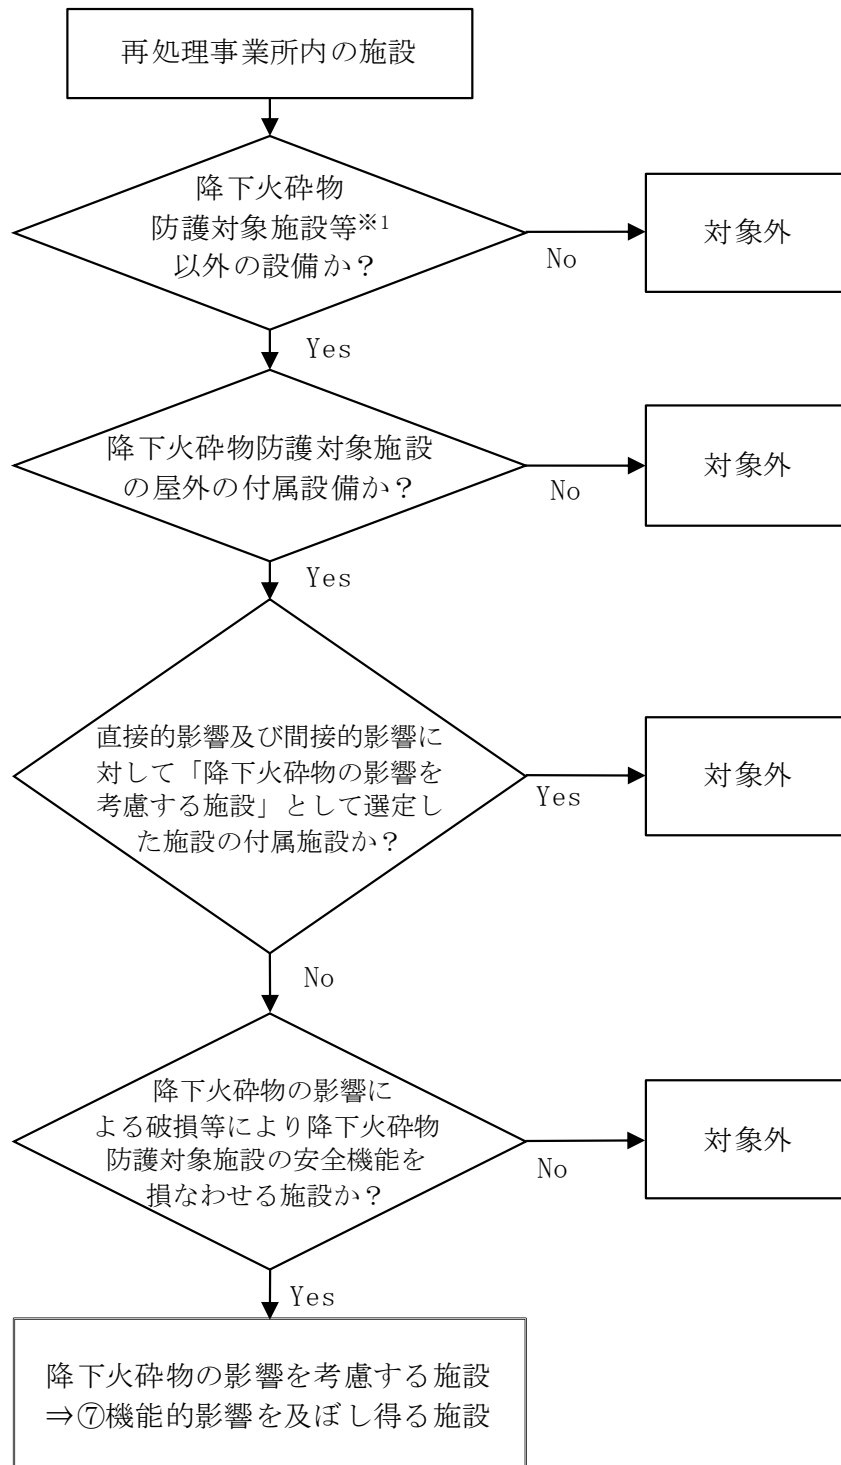 再処理事業所内の施設
降下火砕物
防護対象施設等※1
以外の設備か？
No
対象外
Yes
降下火砕物防護対象施設
の屋外の付属設備か？
No
対象外
Yes
直接的影響及び間接的影響に
対して「降下火砕物の影響を
考慮する施設」として選定し
た施設の付属施設か？
Yes
対象外
No
降下火砕物の影響に
よる破損等により降下火砕物
防護対象施設の安全機能を
損なわせる施設か？
No
対象外
Yes
降下火砕物の影響を考慮する施設
⇒⑦機能的影響を及ぼし得る施設